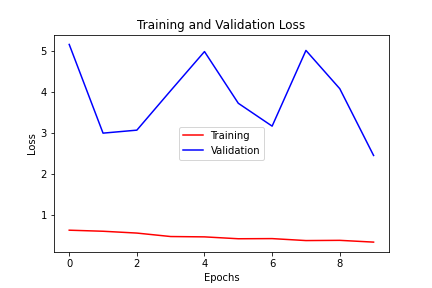 Training and Validation Loss
5
4
3
2
1
Loss
Training
Validation
0 2 4 6 8
Epochs